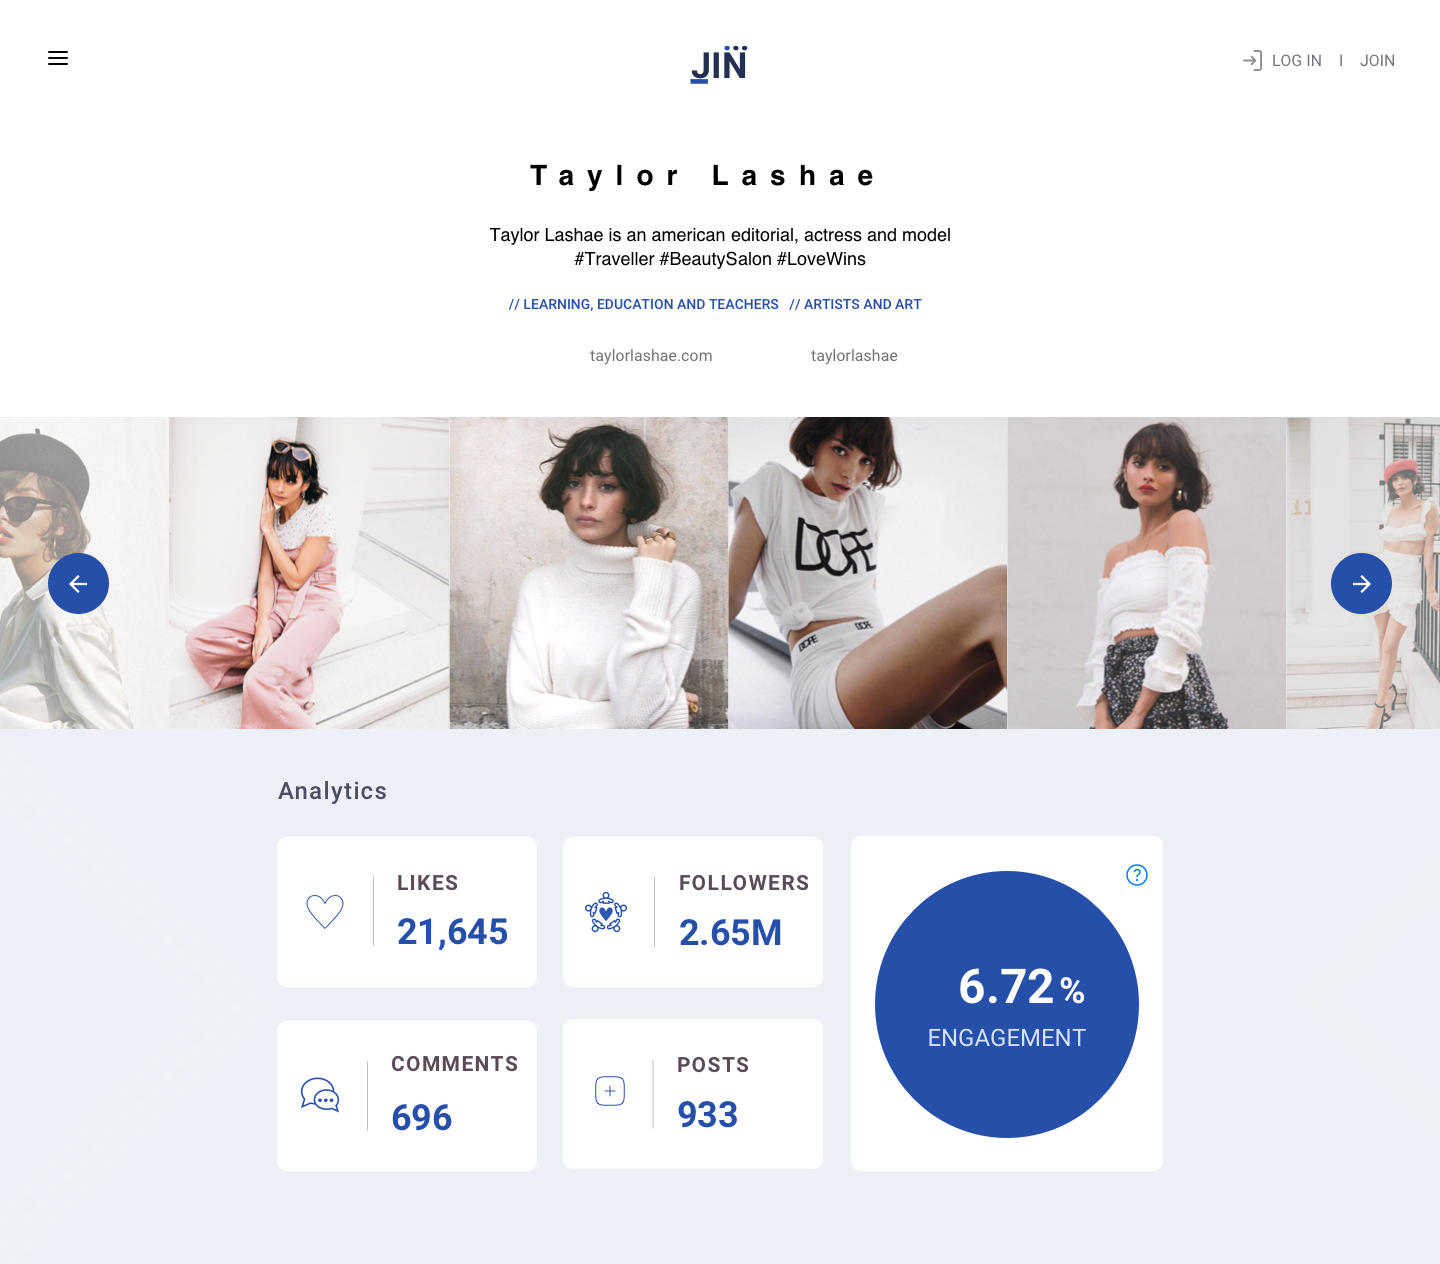 JIN
LOG IN | JOIN
Taylor Lashae
Taylor Lashae is an american editorial, actress and model
#Traveller #BeautySalon #LoveWins
// LEARNING, EDUCATION AND TEACHERS // ARTISTS AND ART
taylorlashae.com taylorlashae
DOPE
DOPE DOPE
Analytics
LIKES
21,645
FOLLOWERS
2.65M
?
6.72%
ENGAGEMENT
COMMENTS
696
POSTS
933